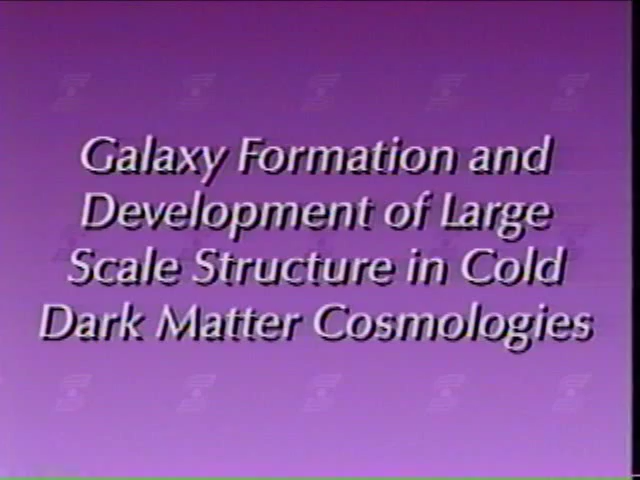 Galaxy Formation and
Development of Large
Scale Structure in Cold
Dark Matter Cosmologies